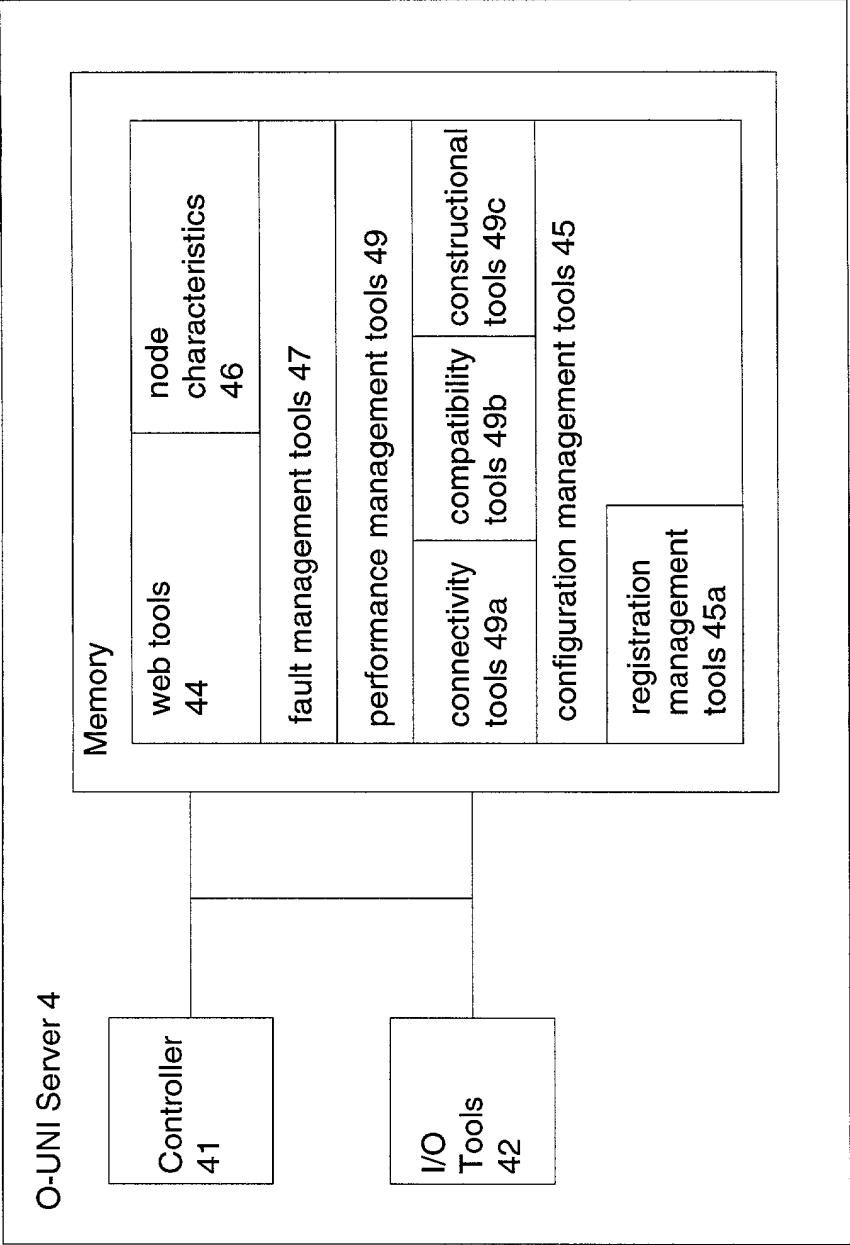 O-UNI Server 4
Controller
41
I/O
Tools
42
Memory
web tools
44
node
characteristics
46
fault management tools 47
performance management tools 49
connectivity
tools 49a
compatibility
tools 49b
constructional
tools 49c
configuration management tools 45
registration
management
tools 45a